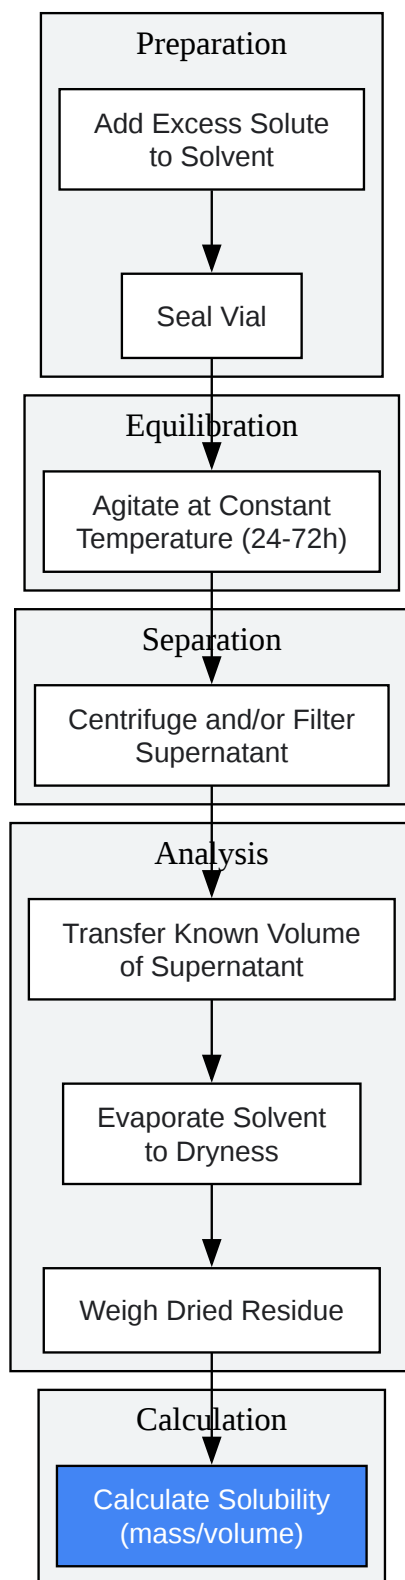 Preparation
Add Excess Solute
to Solvent
Seal Vial
Equilibration
Agitate at Constant
Temperature (24-72h)
Separation
Centrifuge and/or Filter
Supernatant
Analysis
Transfer Known Volume
of Supernatant
Evaporate Solvent
to Dryness
Weigh Dried Residue
Calculation
Calculate Solubility
(mass/volume)